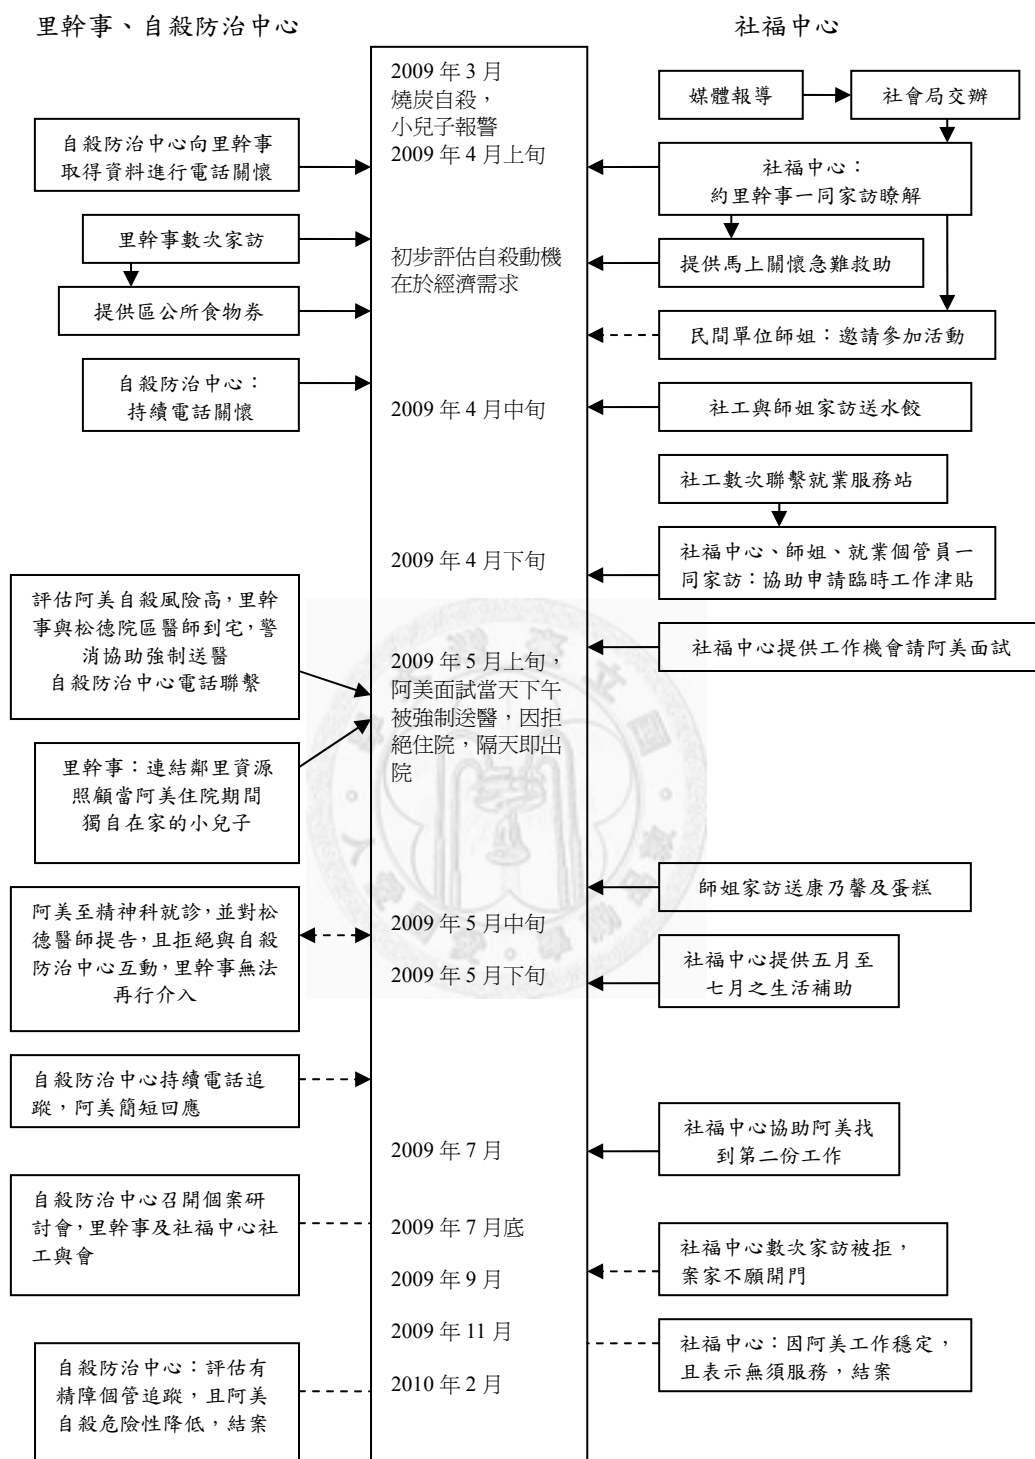 里幹事、自殺防治中心
社福中心
2009 年 3 月
燒炭自殺，
小兒子報警
2009 年 4 月上旬
媒體報導
社會局交辦
自殺防治中心向里幹事
取得資料進行電話關懷
社福中心：
約里幹事一同家訪瞭解
里幹事數次家訪
初步評估自殺動機
在於經濟需求
提供馬上關懷急難救助
提供區公所食物券
民間單位師姐：邀請參加活動
自殺防治中心：
持續電話關懷
2009 年 4 月中旬
社工與師姐家訪送水餃
社工數次聯繫就業服務站
2009 年 4 月下旬
社福中心、師姐、就業個管員一
同家訪：協助申請臨時工作津貼
評估阿美自殺風險高，里幹
事與松德院區醫師到宅，警
消協助強制送醫
自殺防治中心電話聯繫
社福中心提供工作機會請阿美面試
2009 年 5 月上旬，
阿美面試當天下午
被強制送醫，因拒
絕住院，隔天即出
院
里幹事：連結鄰里資源
照顧當阿美住院期間
獨自在家的小兒子
師姐家訪送康乃馨及蛋糕
阿美至精神科就診，並對松
德醫師提告，且拒絕與自殺
防治中心互動，里幹事無法
再行介入
2009 年 5 月中旬
2009 年 5 月下旬
社福中心提供五月至
七月之生活補助
自殺防治中心持續電話追
蹤，阿美簡短回應
2009 年 7 月
社福中心協助阿美找
到第二份工作
自殺防治中心召開個案研
討會，里幹事及社福中心社
工與會
2009 年 7 月底
社福中心數次家訪被拒，
案家不願開門
2009 年 9 月
2009 年 11 月
社福中心：因阿美工作穩定，
且表示無須服務，結案
自殺防治中心：評估有
精障個管追蹤，且阿美
自殺危險性降低，結案
2010 年 2 月